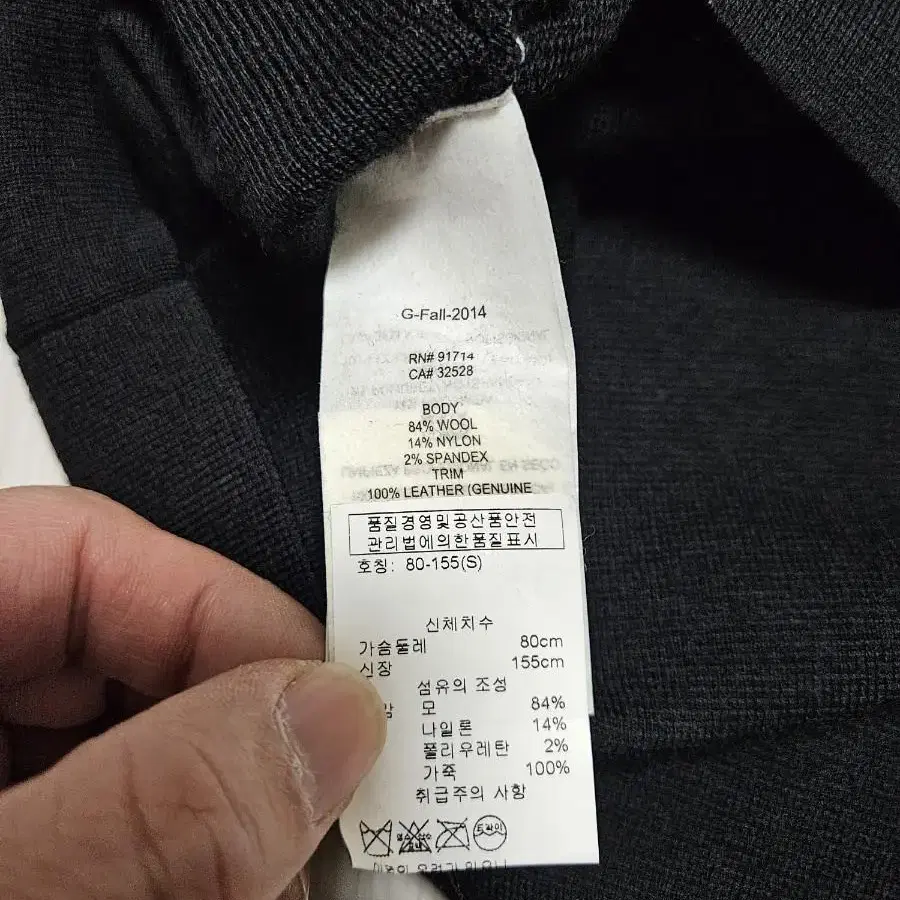 G-Fall-2014
RN# 91714
CA# 32528
BODY
84% WOOL
14% NYLON
2% SPANDEX
TRIM
100% LEATHER (GENUINE
품질경영및공산품안전
관리법에의한품질표시
호칭: 80-155(S)
신체치수
가슴둘레 80cm
신장 155cm
섬유의 조성
감 모 84%
나일론 14%
폴리우레탄 2%
가죽 100%
취급주의 사항
드라이